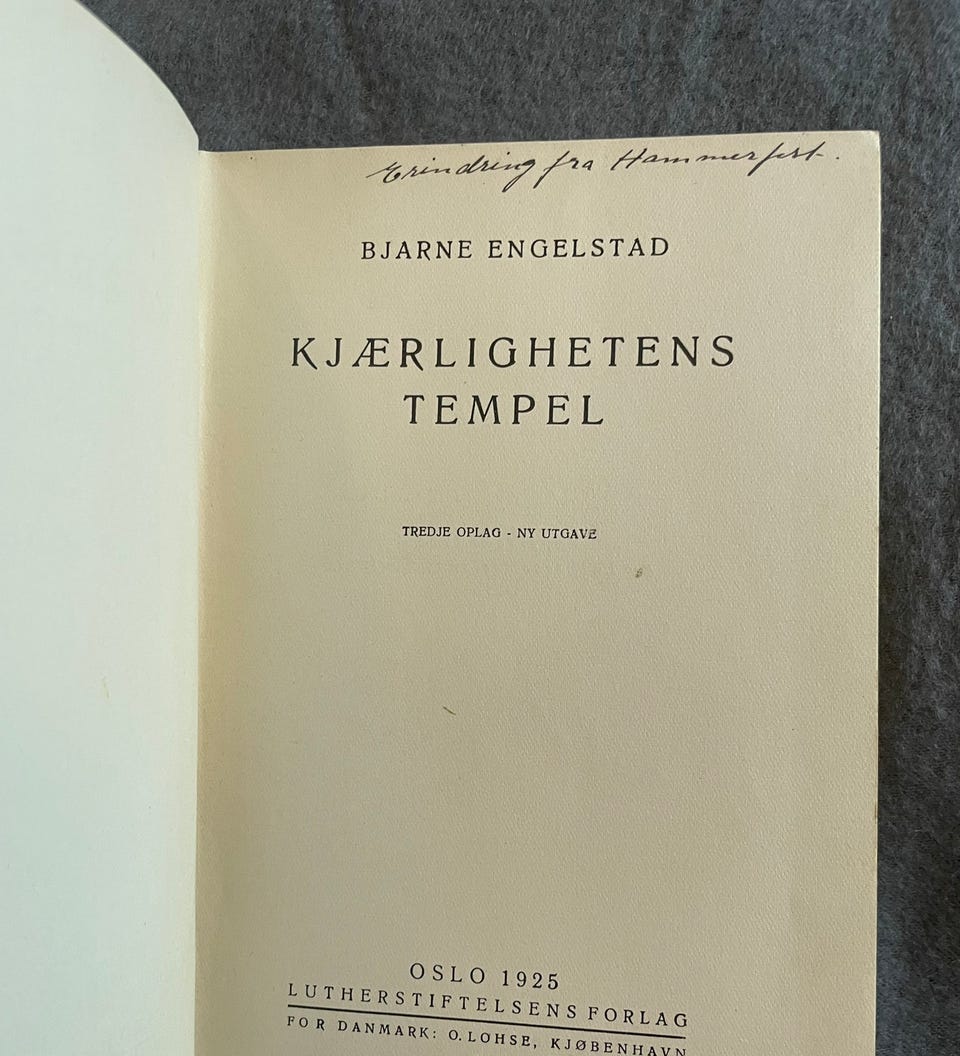 Erindring fra Hammerfest.
BJARNE ENGELSTAD
KJÆRLIGHETENS
TEMPEL
TREDJE OPLAG - NY UTGAVE
OSLO 1925
LUTHERSTIFTELSENS FORLAG
FOR DANMARK: O. LOHSE, KJØBENHAVN